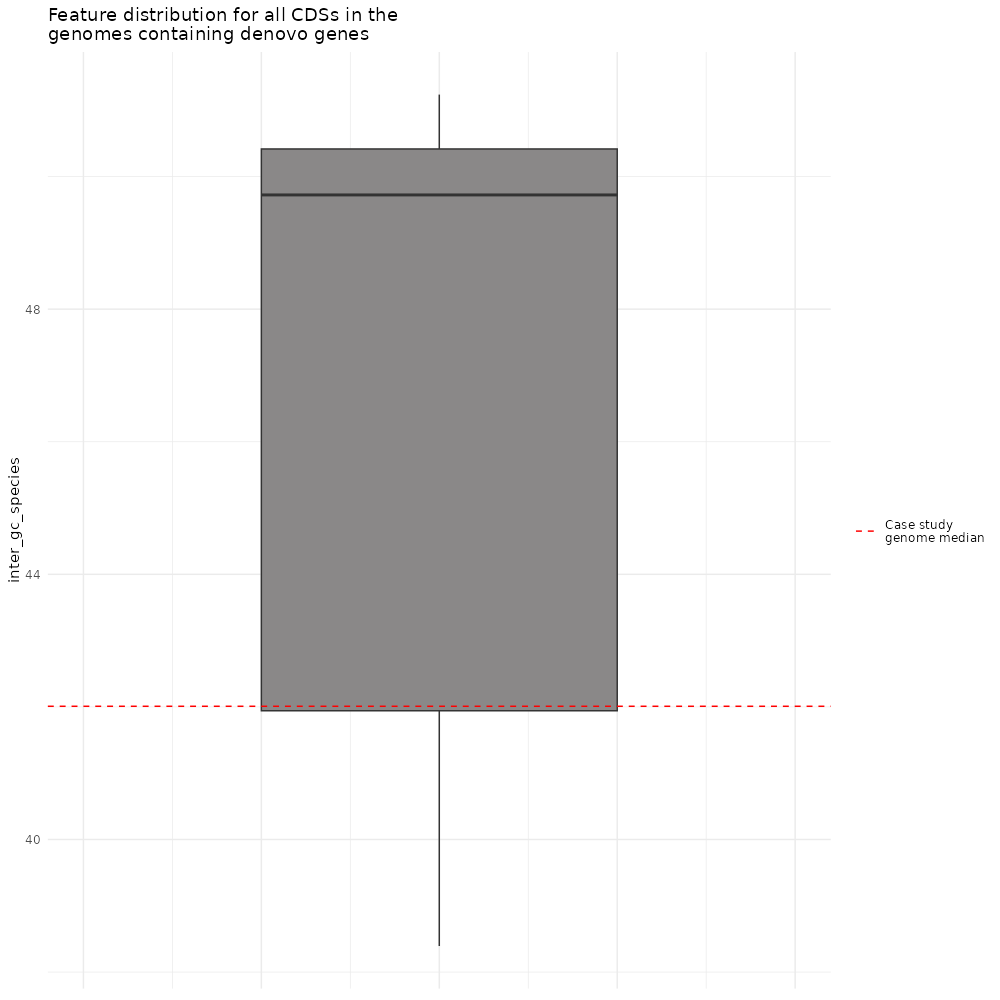 Feature distribution for all CDSs in the
genomes containing denovo genes
inter_gc_species
48
44
40
Case study
genome median